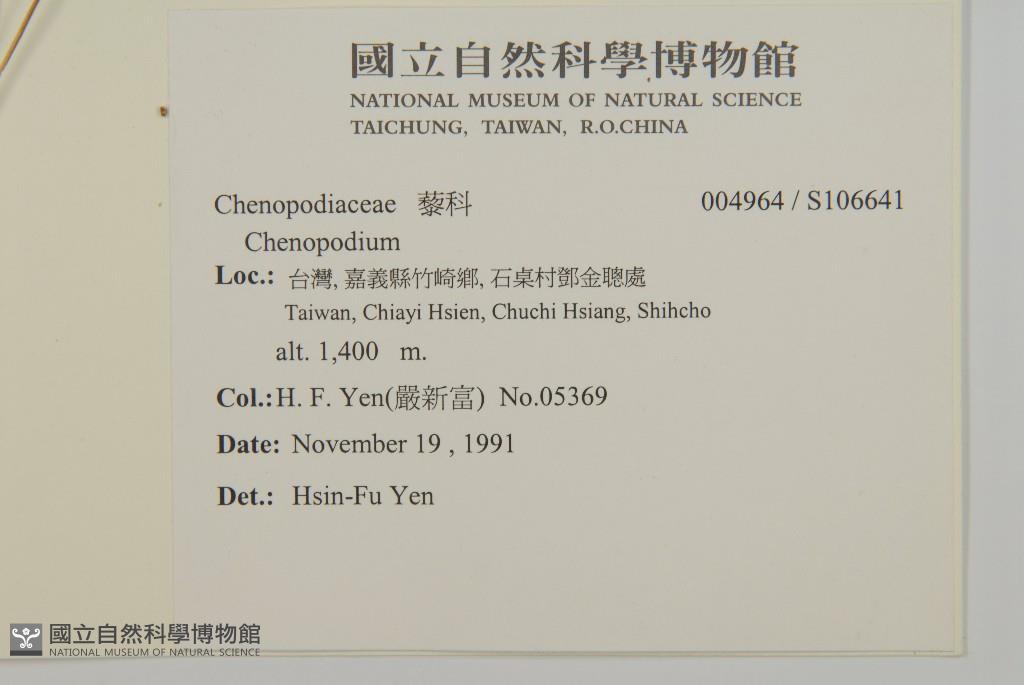 國立自然科學博物館
NATIONAL MUSEUM OF NATURAL SCIENCE
TAICHUNG, TAIWAN, R.O.CHINA
Chenopodiaceae 藜科 004964 / S106641
Chenopodium
Loc.: 台灣, 嘉義縣竹崎鄉, 石桌村鄧金聰處
Taiwan, Chiayi Hsien, Chuchi Hsiang, Shihcho
alt. 1,400 m.
Col.: H. F. Yen(嚴新富) No.05369
Date: November 19 , 1991
Det.: Hsin-Fu Yen
國立自然科學博物館
NATIONAL MUSEUM OF NATURAL SCIENCE